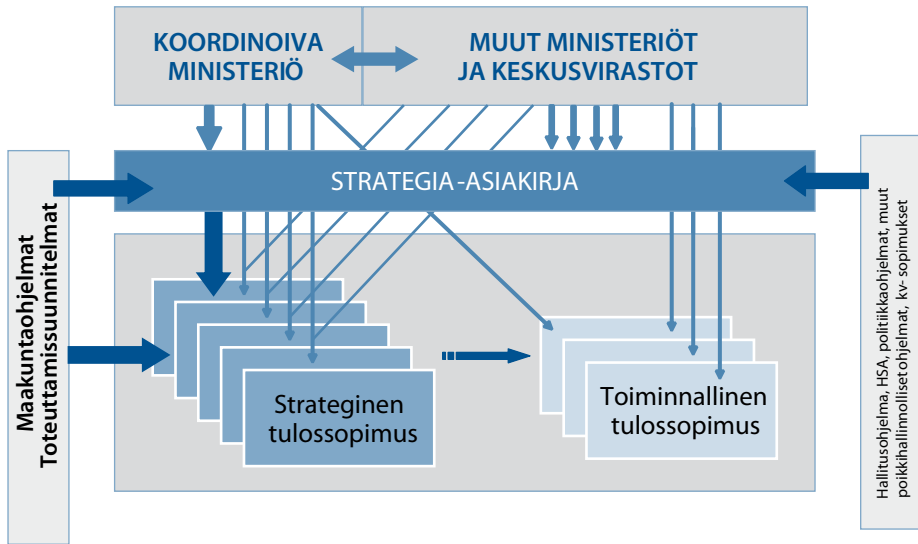 KOORDINOIVA
MINISTERIÖ
MUUT MINISTERIÖT
JA KESKUSVIRASTOT
STRATEGIA-ASIAKIRJA
Maakuntaohjelmat
Toteuttamissuunnitelmat
Strateginen
tulossopimus
Toiminnallinen
tulossopimus
Hallitusohjelma, HSA, politiikkaohjelmat, muut
poikkihallinnollisetohjelmat, kv- sopimukset